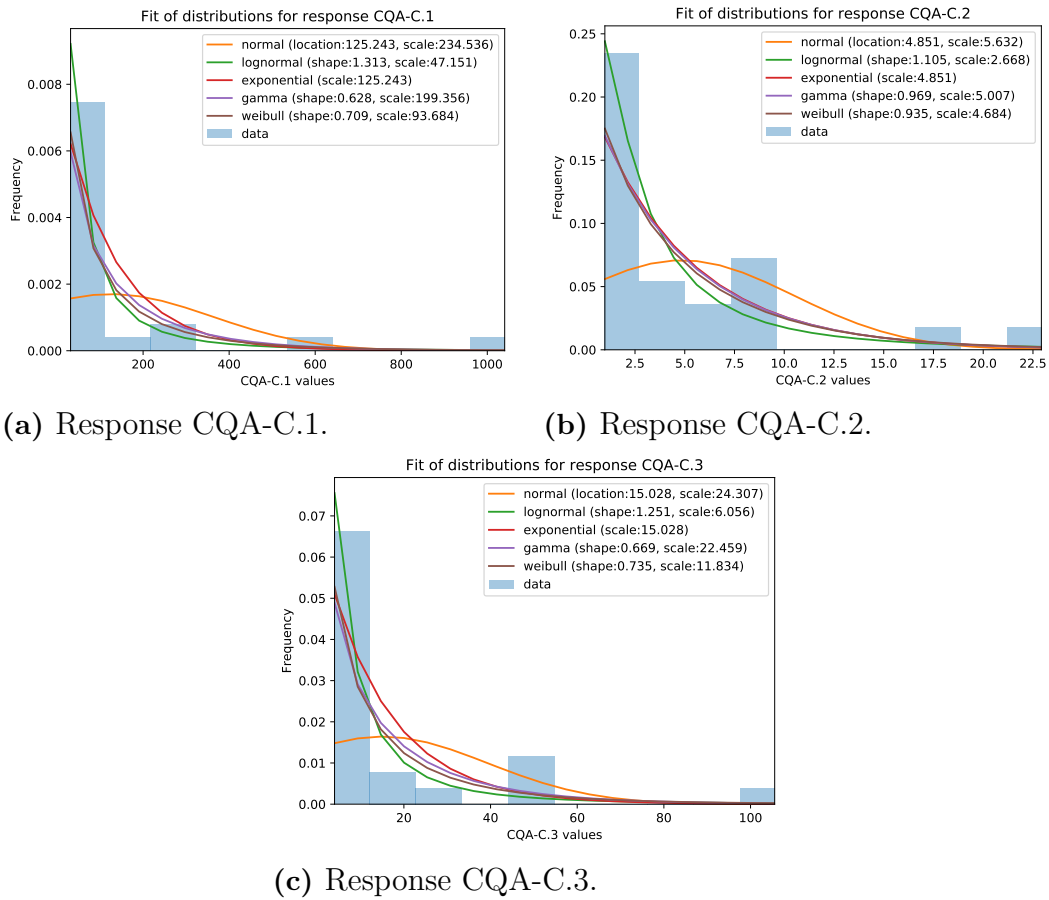 Fit of distributions for response CQA-C.1
normal (location:125.243, scale:234.536)
lognormal (shape:1.313, scale:47.151)
exponential (scale:125.243)
gamma (shape:0.628, scale:199.356)
weibull (shape:0.709, scale:93.684)
data
Frequency
0.008
0.006
0.004
0.002
0.000
200
400
600
800
1000
CQA-C.1 values
(a) Response CQA-C.1.
Fit of distributions for response CQA-C.2
normal (location:4.851, scale:5.632)
lognormal (shape:1.105, scale:2.668)
exponential (scale:4.851)
gamma (shape:0.969, scale:5.007)
weibull (shape:0.935, scale:4.684)
data
Frequency
0.25
0.20
0.15
0.10
0.05
0.00
2.5
5.0
7.5
10.0
12.5
15.0
17.5
20.0
22.5
CQA-C.2 values
(b) Response CQA-C.2.
Fit of distributions for response CQA-C.3
normal (location:15.028, scale:24.307)
lognormal (shape:1.251, scale:6.056)
exponential (scale:15.028)
gamma (shape:0.669, scale:22.459)
weibull (shape:0.735, scale:11.834)
data
Frequency
0.07
0.06
0.05
0.04
0.03
0.02
0.01
0.00
20
40
60
80
100
CQA-C.3 values
(c) Response CQA-C.3.